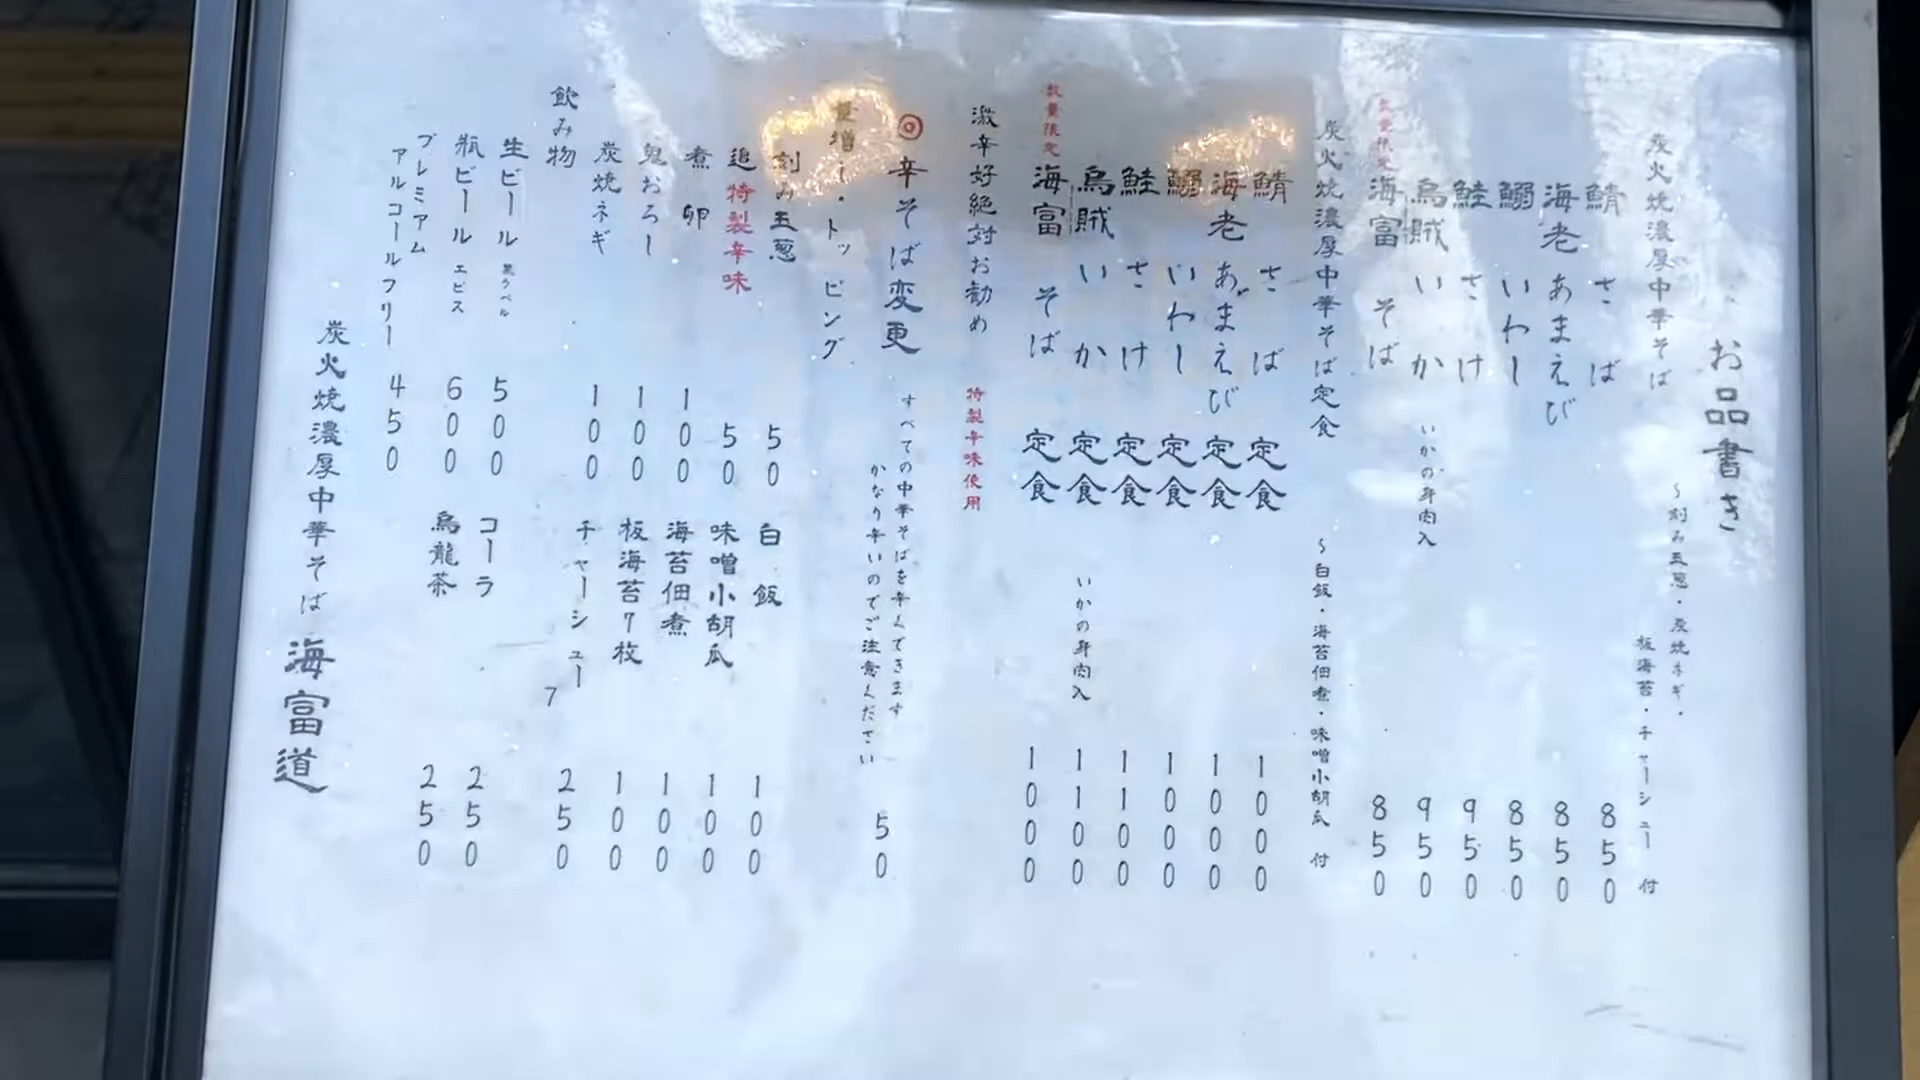 お品書き
炭火焼濃厚中華そば
～刻み玉葱・炭焼ネギ・
板海苔・チャーシュー 付
鯖 さば 850
海老 あまえび 850
鰯 いわし 850
鮭 さけ 950
烏賊 いか いかの身肉入 950
数量限定 海富 そば 850
炭火焼濃厚中華そば定食
～白飯・海苔佃煮・味噌小胡瓜 付
鯖 さば 定食 1000
海老 あまえび 定食 1000
鰯 いわし 定食 1000
鮭 さけ 定食 1100
烏賊 いか 定食 いかの身肉入 1100
数量限定 海富 そば 定食 1000
激辛好絶対お勧め 特製辛味使用
◎辛そば変更
すべての中華そばを辛くできます
かなり辛いのでご注意ください
50
量増し・トッピング
刻み玉葱 50
追特製辛味 50
煮卵 100
鬼おろし 100
炭焼ネギ 100
白飯 100
味噌小胡瓜 100
海苔佃煮 100
板海苔7枚 100
チャーシュー 250
7
飲み物
生ビール 黒ラベル 500
瓶ビール エビス 600
プレミアム
アルコールフリー 450
コーラ 250
烏龍茶 250
炭火焼濃厚中華そば 海富道